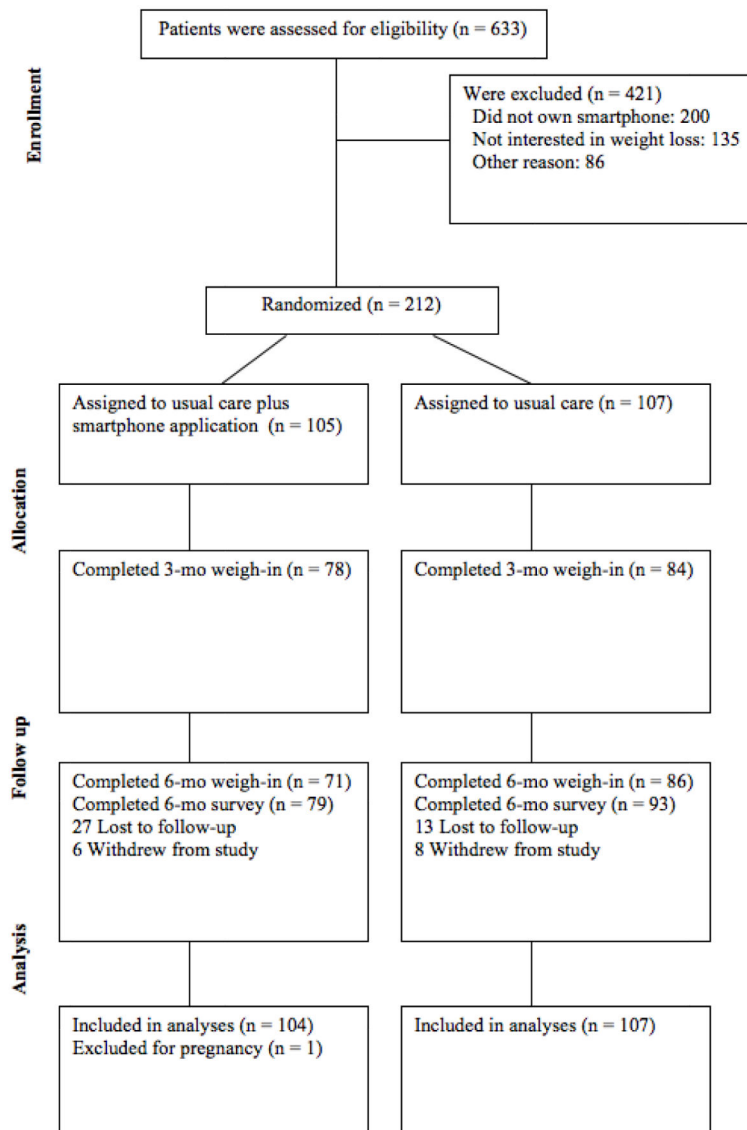 Patients were assessed for eligibility (n = 633)
Enrollment
Were excluded (n = 421)
Did not own smartphone: 200
Not interested in weight loss: 135
Other reason: 86
Randomized (n = 212)
Assigned to usual care plus
smartphone application (n = 105)
Assigned to usual care (n = 107)
Allocation
Completed 3-mo weigh-in (n = 78)
Completed 3-mo weigh-in (n = 84)
Follow up
Completed 6-mo weigh-in (n = 71)
Completed 6-mo survey (n = 79)
27 Lost to follow-up
6 Withdrew from study
Completed 6-mo weigh-in (n = 86)
Completed 6-mo survey (n = 93)
13 Lost to follow-up
8 Withdrew from study
Analysis
Included in analyses (n = 104)
Excluded for pregnancy (n = 1)
Included in analyses (n = 107)